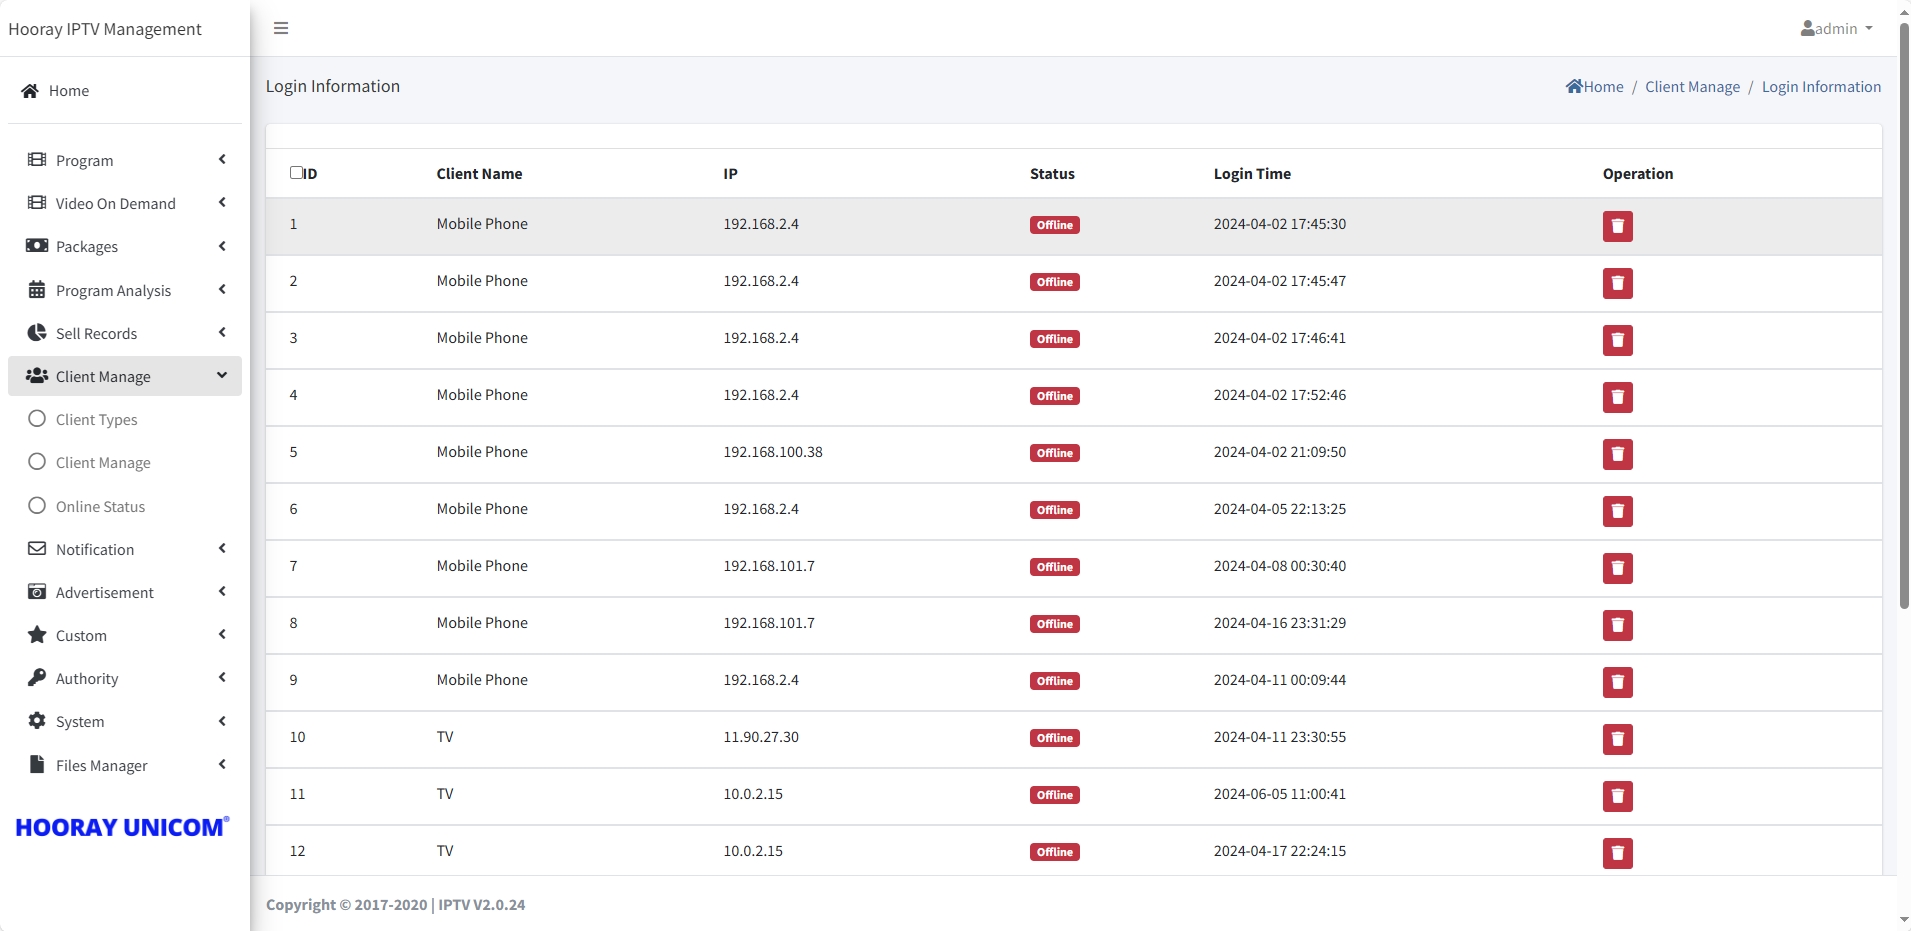 Hooray IPTV Management
admin
Home
Login Information
Home / Client Manage / Login Information
Program
Video On Demand
Packages
Program Analysis
Sell Records
Client Manage
Client Types
Client Manage
Online Status
Notification
Advertisement
Custom
Authority
System
Files Manager
HOORAY UNICOM®
ID Client Name IP Status Login Time Operation
1 Mobile Phone 192.168.2.4 Offline 2024-04-02 17:45:30
2 Mobile Phone 192.168.2.4 Offline 2024-04-02 17:45:47
3 Mobile Phone 192.168.2.4 Offline 2024-04-02 17:46:41
4 Mobile Phone 192.168.2.4 Offline 2024-04-02 17:52:46
5 Mobile Phone 192.168.100.38 Offline 2024-04-02 21:09:50
6 Mobile Phone 192.168.2.4 Offline 2024-04-05 22:13:25
7 Mobile Phone 192.168.101.7 Offline 2024-04-08 00:30:40
8 Mobile Phone 192.168.101.7 Offline 2024-04-16 23:31:29
9 Mobile Phone 192.168.2.4 Offline 2024-04-11 00:09:44
10 TV 11.90.27.30 Offline 2024-04-11 23:30:55
11 TV 10.0.2.15 Offline 2024-06-05 11:00:41
12 TV 10.0.2.15 Offline 2024-04-17 22:24:15
Copyright © 2017-2020 | IPTV V2.0.24